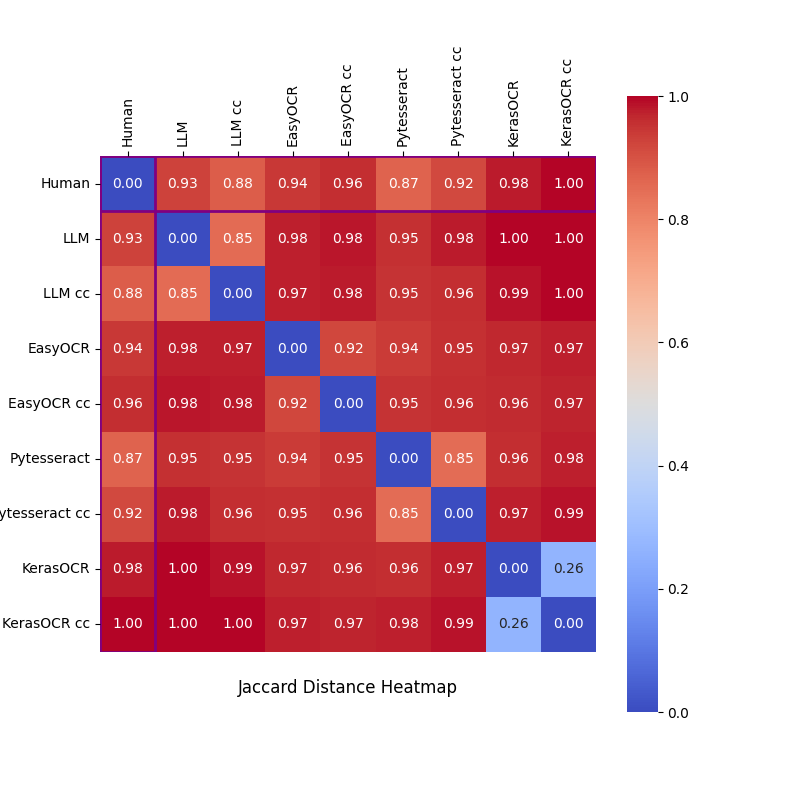 Human LLM LLM cc EasyOCR EasyOCR cc Pytesseract Pytesseract cc KerasOCR KerasOCR cc
Human 0.00 0.93 0.88 0.94 0.96 0.87 0.92 0.98 1.00
LLM 0.93 0.00 0.85 0.98 0.98 0.95 0.98 1.00 1.00
LLM cc 0.88 0.85 0.00 0.97 0.98 0.95 0.96 0.99 1.00
EasyOCR 0.94 0.98 0.97 0.00 0.92 0.94 0.95 0.97 0.97
EasyOCR cc 0.96 0.98 0.98 0.92 0.00 0.95 0.96 0.96 0.97
Pytesseract 0.87 0.95 0.95 0.94 0.95 0.00 0.85 0.96 0.98
ytesseract cc 0.92 0.98 0.96 0.95 0.96 0.85 0.00 0.97 0.99
KerasOCR 0.98 1.00 0.99 0.97 0.96 0.96 0.97 0.00 0.26
KerasOCR cc 1.00 1.00 1.00 0.97 0.97 0.98 0.99 0.26 0.00
Jaccard Distance Heatmap
1.0
0.8
0.6
0.4
0.2
0.0